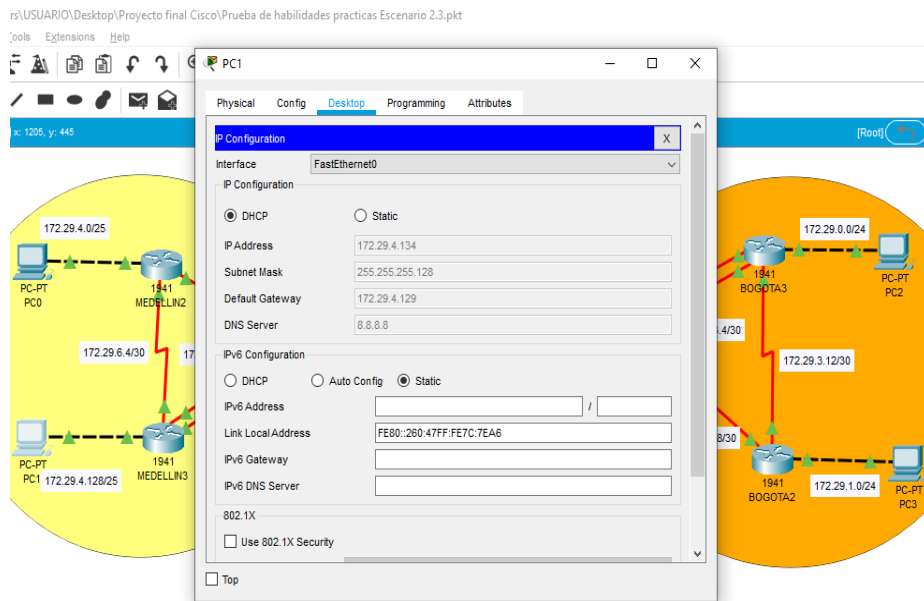 rs\USUARIO\Desktop\Proyecto final Cisco\Prueba de habilidades practicas Escenario 2.3.pkt
Tools Extensions Help
x: 1205, y: 445
[Root]
PC1
Physical Config Desktop Programming Attributes
IP Configuration X
Interface FastEthernet0
IP Configuration
DHCP Static
IP Address 172.29.4.134
Subnet Mask 255.255.255.128
Default Gateway 172.29.4.129
DNS Server 8.8.8.8
IPv6 Configuration
DHCP Auto Config Static
IPv6 Address /
Link Local Address FE80::260:47FF:FE7C:7EA6
IPv6 Gateway
IPv6 DNS Server
802.1X
Use 802.1X Security
Top
172.29.4.0/25
PC-PT
PC0
1941
MEDELLIN2
172.29.6.4/30
17
PC-PT
PC1
172.29.4.128/25
1941
MEDELLIN3
172.29.0.0/24
1941
BOGOTA3
PC-PT
PC2
.4/30
172.29.3.12/30
8/30
1941
BOGOTA2
172.29.1.0/24
PC-PT
PC3